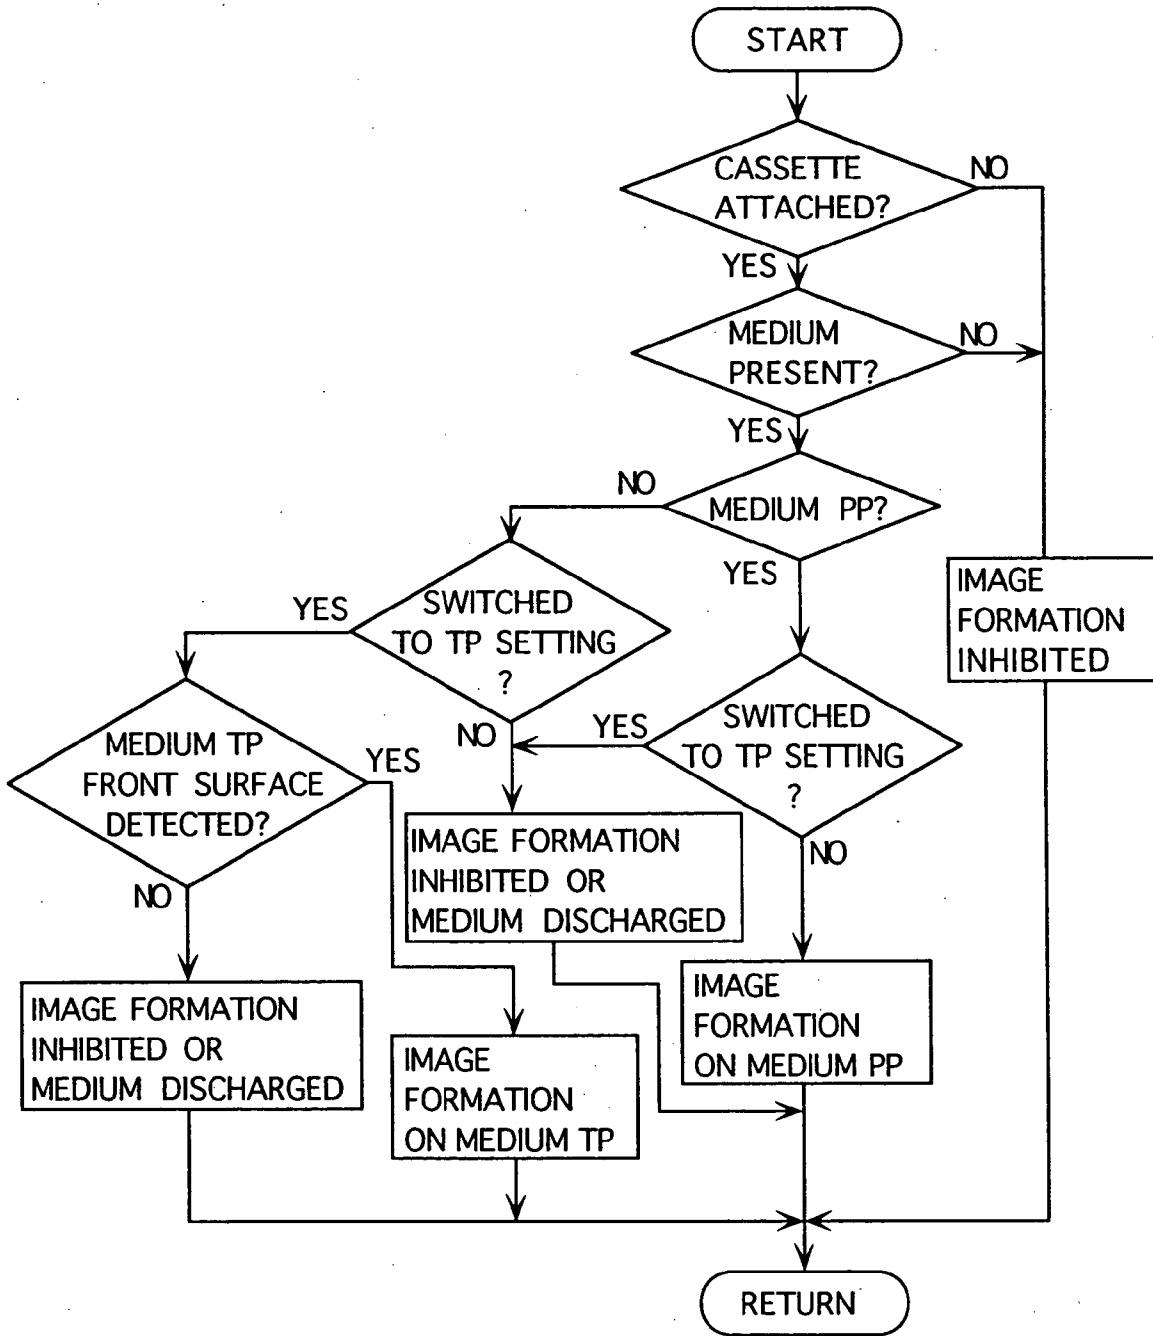 START
CASSETTE
ATTACHED?
NO
YES
MEDIUM
PRESENT?
NO
YES
MEDIUM PP?
NO
YES
SWITCHED
TO TP SETTING
?
YES
NO
IMAGE
FORMATION
INHIBITED
SWITCHED
TO TP SETTING
?
YES
NO
MEDIUM TP
FRONT SURFACE
DETECTED?
YES
NO
IMAGE FORMATION
INHIBITED OR
MEDIUM DISCHARGED
IMAGE
FORMATION
ON MEDIUM PP
IMAGE FORMATION
INHIBITED OR
MEDIUM DISCHARGED
IMAGE
FORMATION
ON MEDIUM TP
RETURN